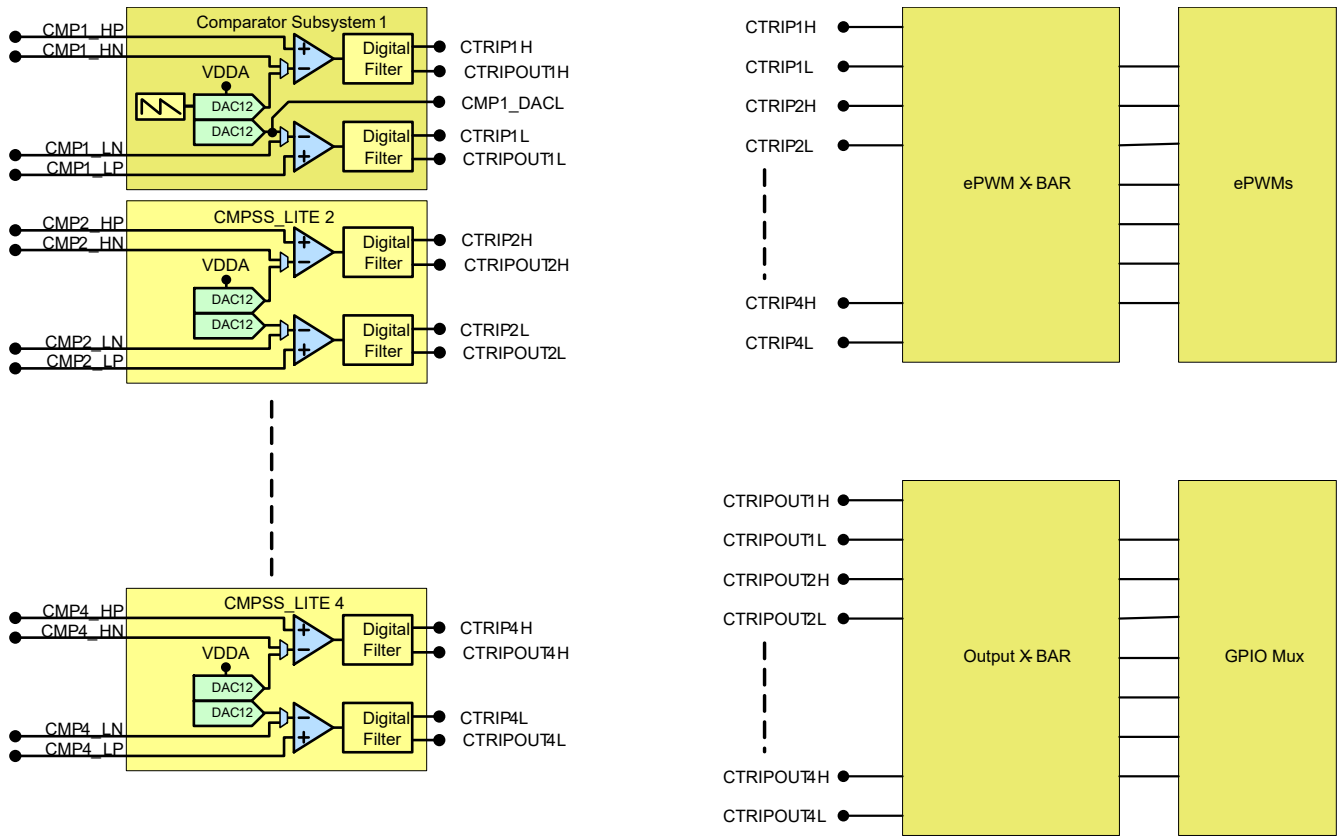 Comparator Subsystem 1
CMP1_HP
CMP1_HN
VDDA
DAC12
DAC12
Digital
Filter
CTRIP1H
CTRIPOUT1H
CMP1_DACL
Digital
Filter
CTRIP1L
CTRIPOUT1L
CMP1_LN
CMP1_LP
CMPSS_LITE 2
CMP2_HP
CMP2_HN
VDDA
DAC12
DAC12
Digital
Filter
CTRIP2H
CTRIPOUT2H
Digital
Filter
CTRIP2L
CTRIPOUT2L
CMP2_LN
CMP2_LP
CMPSS_LITE 4
CMP4_HP
CMP4_HN
VDDA
DAC12
DAC12
Digital
Filter
CTRIP4H
CTRIPOUT4H
Digital
Filter
CTRIP4L
CTRIPOUT4L
CMP4_LN
CMP4_LP
CTRIP1H
CTRIP1L
CTRIP2H
CTRIP2L
CTRIP4H
CTRIP4L
ePWM X-BAR
ePWMs
CTRIPOUT1H
CTRIPOUT1L
CTRIPOUT2H
CTRIPOUT2L
CTRIPOUT4H
CTRIPOUT4L
Output X-BAR
GPIO Mux